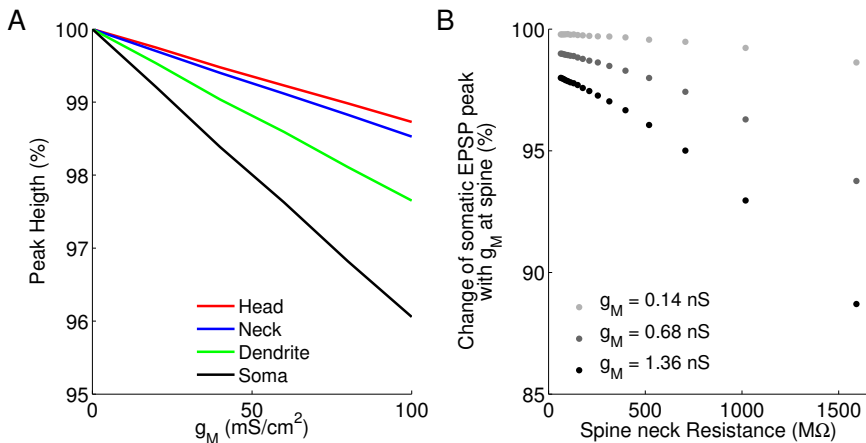 A
100
99
98
97
96
95
Peak Heigth (%)
Head
Neck
Dendrite
Soma
0
50
100
g_M (mS/cm²)
B
100
95
90
85
Change of somatic EPSP peak
with g_M at spine (%)
g_M = 0.14 nS
g_M = 0.68 nS
g_M = 1.36 nS
0
500
1000
1500
Spine neck Resistance (MΩ)